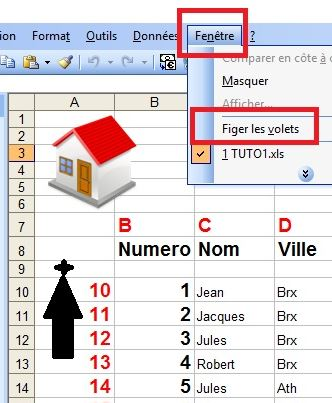 tion Format Outils Données Fenêtre ?
Comparer en côte à c
Masquer
Afficher...
Figer les volets
1 TUTO1.xls
A B
1
2
3
4
5
6
7 B C D
8 Numero Nom Ville
9
10 10 1 Jean Brx
11 11 2 Jacques Brx
12 12 3 Jules Brx
13 13 4 Robert Brx
14 14 5 Jules Ath